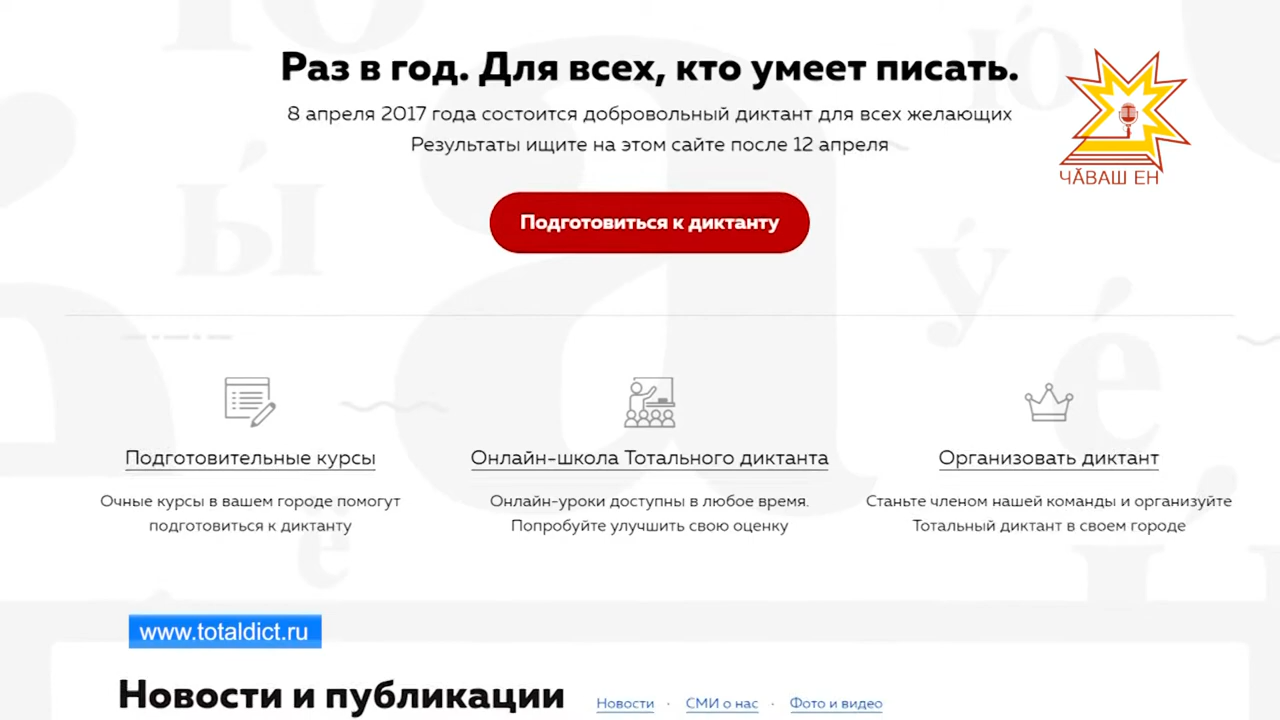 Раз в год. Для всех, кто умеет писать.
8 апреля 2017 года состоится добровольный диктант для всех желающих
Результаты ищите на этом сайте после 12 апреля
ЧӐВАШ ЕН
Подготовиться к диктанту
Подготовительные курсы
Очные курсы в вашем городе помогут
подготовиться к диктанту
Онлайн-школа Тотального диктанта
Онлайн-уроки доступны в любое время.
Попробуйте улучшить свою оценку
Организовать диктант
Станьте членом нашей команды и организуйте
Тотальный диктант в своем городе
www.totaldict.ru
Новости и публикации
Новости · СМИ о нас · Фото и видео
ю́
ы́
а
у́
é